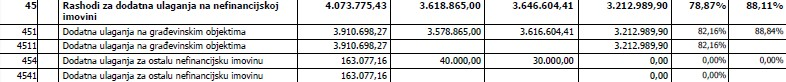 45 Rashodi za dodatna ulaganja na nefinancijskoj imovini 4.073.775,43 3.618.865,00 3.646.604,41 3.212.989,90 78,87% 88,11%
451 Dodatna ulaganja na građevinskim objektima 3.910.698,27 3.578.865,00 3.616.604,41 3.212.989,90 82,16% 88,84%
4511 Dodatna ulaganja na građevinskim objektima 3.910.698,27 3.212.989,90 82,16%
454 Dodatna ulaganja za ostalu nefinancijsku imovinu 163.077,16 40.000,00 30.000,00 0,00 0,00% 0,00%
4541 Dodatna ulaganja za ostalu nefinancijsku imovinu 163.077,16 0,00 0,00%